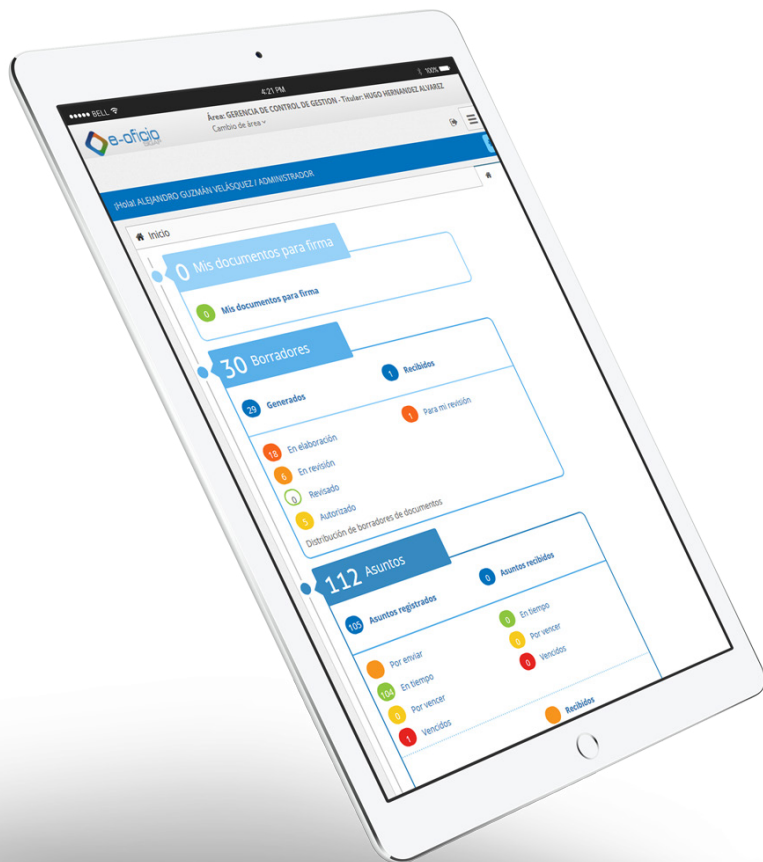 BELL
4:21 PM
100%
e-oficio
Área: GERENCIA DE CONTROL DE GESTION - Titular: HUGO HERNANDEZ ALVAREZ
Cambio de área
¡Hola! ALEJANDRO GUZMÁN VELÁSQUEZ / ADMINISTRADOR
Inicio
0 Mis documentos para firma
0 Mis documentos para firma
30 Borradores
29 Generados
1 Recibidos
18 En elaboración
1 Para mi revisión
6 En revisión
0 Revisado
5 Autorizado
Distribución de borradores de documentos
112 Asuntos
105 Asuntos registrados
0 Asuntos recibidos
Por enviar
0 En tiempo
104 En tiempo
0 Por vencer
0 Por vencer
0 Vencidos
1 Vencidos
Recibidos